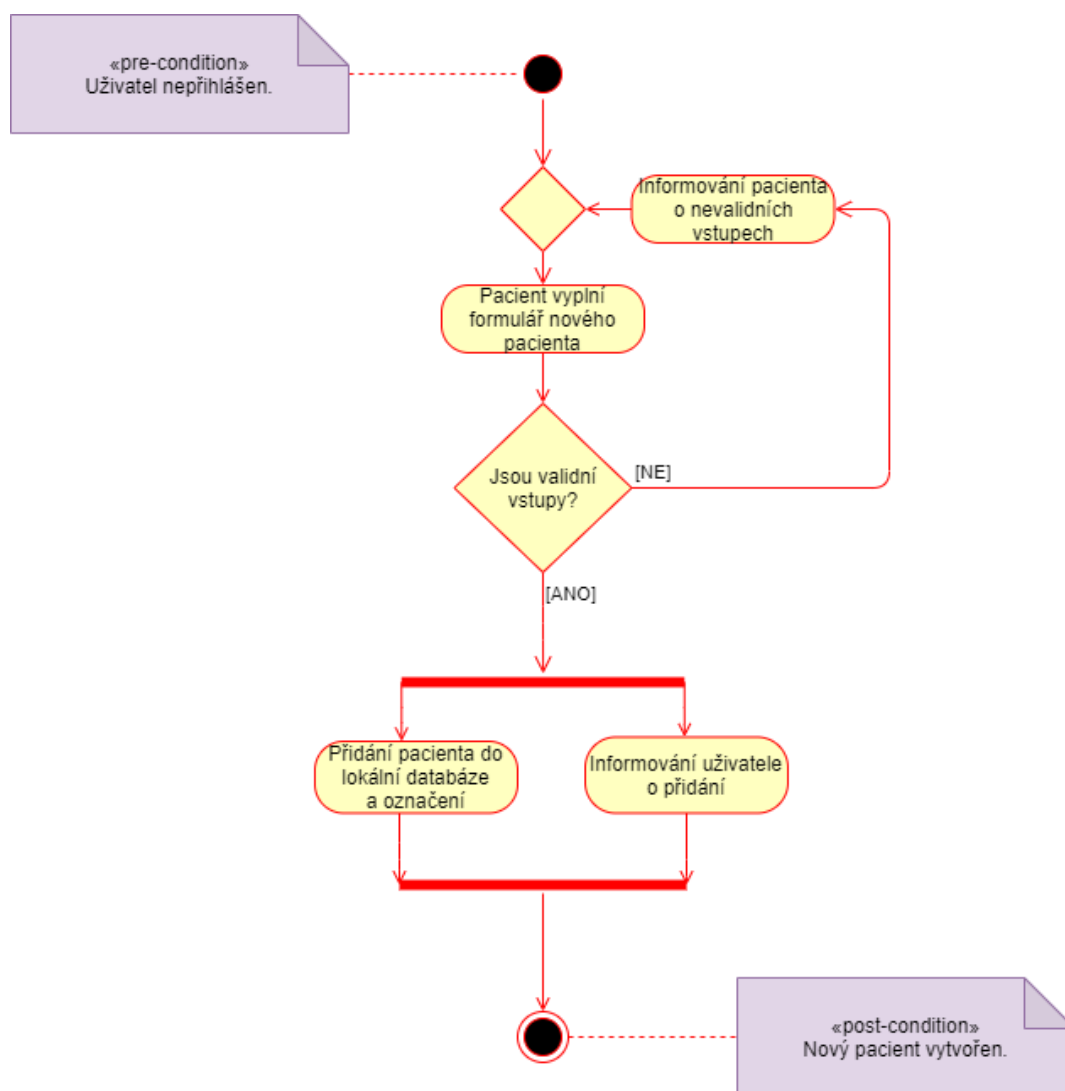 «pre-condition»
Uživatel nepřihlášen.
Informování pacienta
o nevalidních
vstupech
Pacient vyplní
formulář nového
pacienta
Jsou validní
vstupy?
[NE]
[ANO]
Přidání pacienta do
lokální databáze
a označení
Informování uživatele
o přidání
«post-condition»
Nový pacient vytvořen.